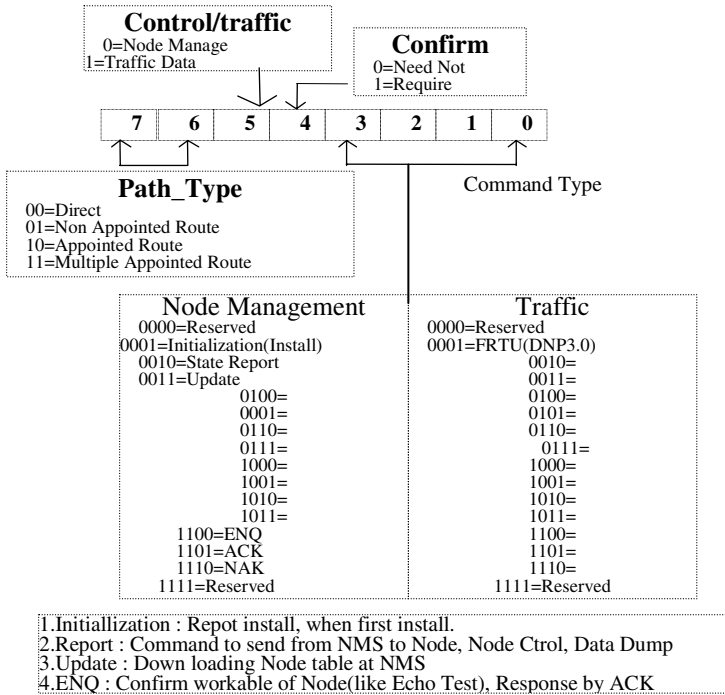 Control/traffic
0=Node Manage
1=Traffic Data
Confirm
0=Need Not
1=Require
7 6 5 4 3 2 1 0
Path_Type
00=Direct
01=Non Appointed Route
10=Appointed Route
11=Multiple Appointed Route
Command Type
Node Management
0000=Reserved
0001=Initialization(Install)
0010=State Report
0011=Update
0100=
0001=
0110=
0111=
1000=
1001=
1010=
1011=
1100=ENQ
1101=ACK
1110=NAK
1111=Reserved
Traffic
0000=Reserved
0001=FRTU(DNP3.0)
0010=
0011=
0100=
0101=
0110=
0111=
1000=
1001=
1010=
1011=
1100=
1101=
1110=
1111=Reserved
1.Initiallization : Repot install, when first install.
2.Report : Command to send from NMS to Node, Node Ctrol, Data Dump
3.Update : Down loading Node table at NMS
4.ENQ : Confirm workable of Node(like Echo Test), Response by ACK